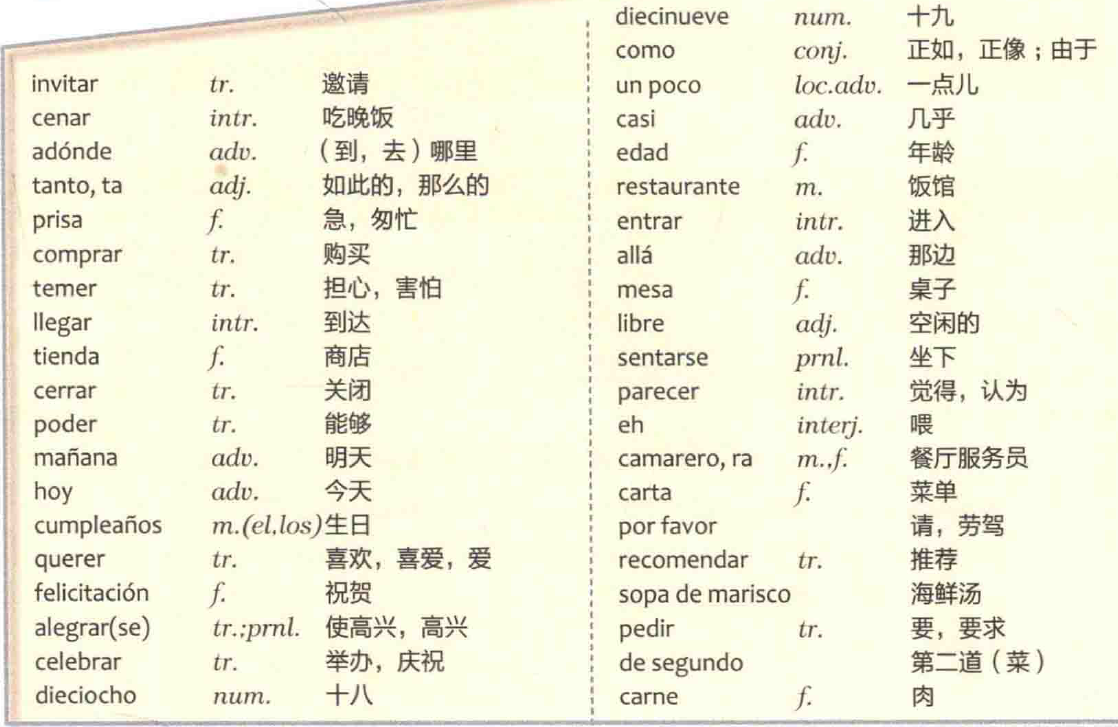 invitar tr. 邀请
cenar intr. 吃晚饭
adónde adv. （到，去）哪里
tanto, ta adj. 如此的，那么的
prisa f. 急，匆忙
comprar tr. 购买
temer tr. 担心，害怕
llegar intr. 到达
tienda f. 商店
cerrar tr. 关闭
poder tr. 能够
mañana adv. 明天
hoy adv. 今天
cumpleaños m.(el,los) 生日
querer tr. 喜欢，喜爱，爱
felicitación f. 祝贺
alegrar(se) tr.;prnl. 使高兴，高兴
celebrar tr. 举办，庆祝
dieciocho num. 十八
diecinueve num. 十九
como conj. 正如，正像；由于
un poco loc.adv. 一点儿
casi adv. 几乎
edad f. 年龄
restaurante m. 饭馆
entrar intr. 进入
allá adv. 那边
mesa f. 桌子
libre adj. 空闲的
sentarse prnl. 坐下
parecer intr. 觉得，认为
eh interj. 喂
camarero, ra m.,f. 餐厅服务员
carta f. 菜单
por favor 请，劳驾
recomendar tr. 推荐
sopa de marisco 海鲜汤
pedir tr. 要，要求
de segundo 第二道（菜）
carne f. 肉